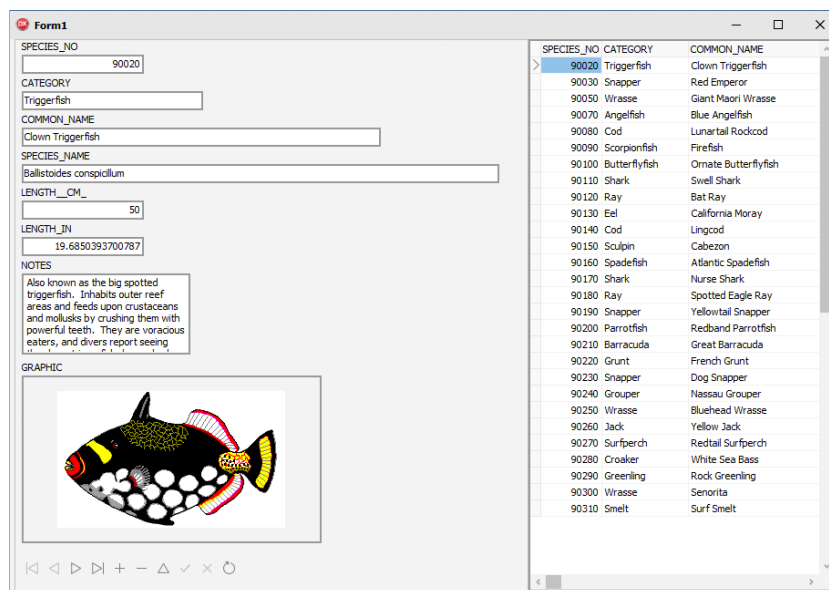 DX Form1
SPECIES_NO
90020
CATEGORY
Triggerfish
COMMON_NAME
Clown Triggerfish
SPECIES_NAME
Ballistoides conspicillum
LENGTH__CM_
50
LENGTH_IN
19.6850393700787
NOTES
Also known as the big spotted
triggerfish.  Inhabits outer reef
areas and feeds upon crustaceans
and mollusks by crushing them with
powerful teeth.  They are voracious
eaters, and divers report seeing
GRAPHIC
SPECIES_NO CATEGORY COMMON_NAME
90020 Triggerfish Clown Triggerfish
90030 Snapper Red Emperor
90050 Wrasse Giant Maori Wrasse
90070 Angelfish Blue Angelfish
90080 Cod Lunartail Rockcod
90090 Scorpionfish Firefish
90100 Butterflyfish Ornate Butterflyfish
90110 Shark Swell Shark
90120 Ray Bat Ray
90130 Eel California Moray
90140 Cod Lingcod
90150 Sculpin Cabezon
90160 Spadefish Atlantic Spadefish
90170 Shark Nurse Shark
90180 Ray Spotted Eagle Ray
90190 Snapper Yellowtail Snapper
90200 Parrotfish Redband Parrotfish
90210 Barracuda Great Barracuda
90220 Grunt French Grunt
90230 Snapper Dog Snapper
90240 Grouper Nassau Grouper
90250 Wrasse Bluehead Wrasse
90260 Jack Yellow Jack
90270 Surfperch Redtail Surfperch
90280 Croaker White Sea Bass
90290 Greenling Rock Greenling
90300 Wrasse Senorita
90310 Smelt Surf Smelt